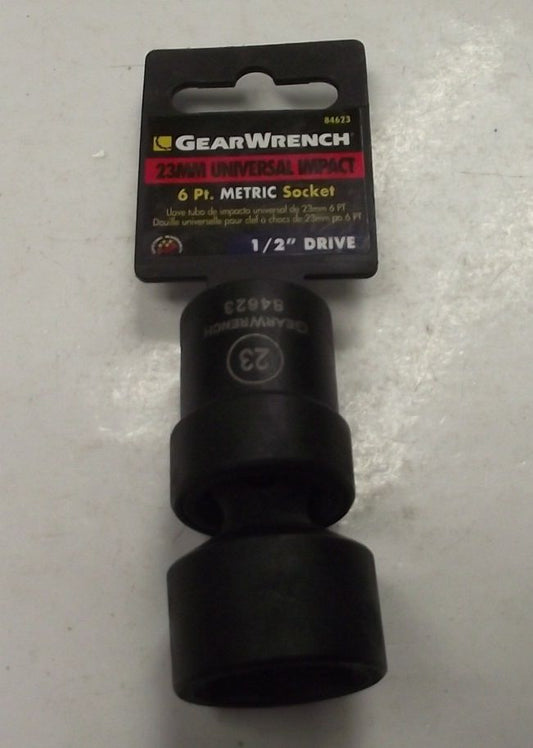 84623
GEARWRENCH
23MM UNIVERSAL IMPACT
6 Pt. METRIC Socket
Llave tubo de impacto universal de 23mm 6 PT
Douille universelle pour clef a chocs de 23mm po 6 PT
1/2" DRIVE
84623
GEARWRENCH
23